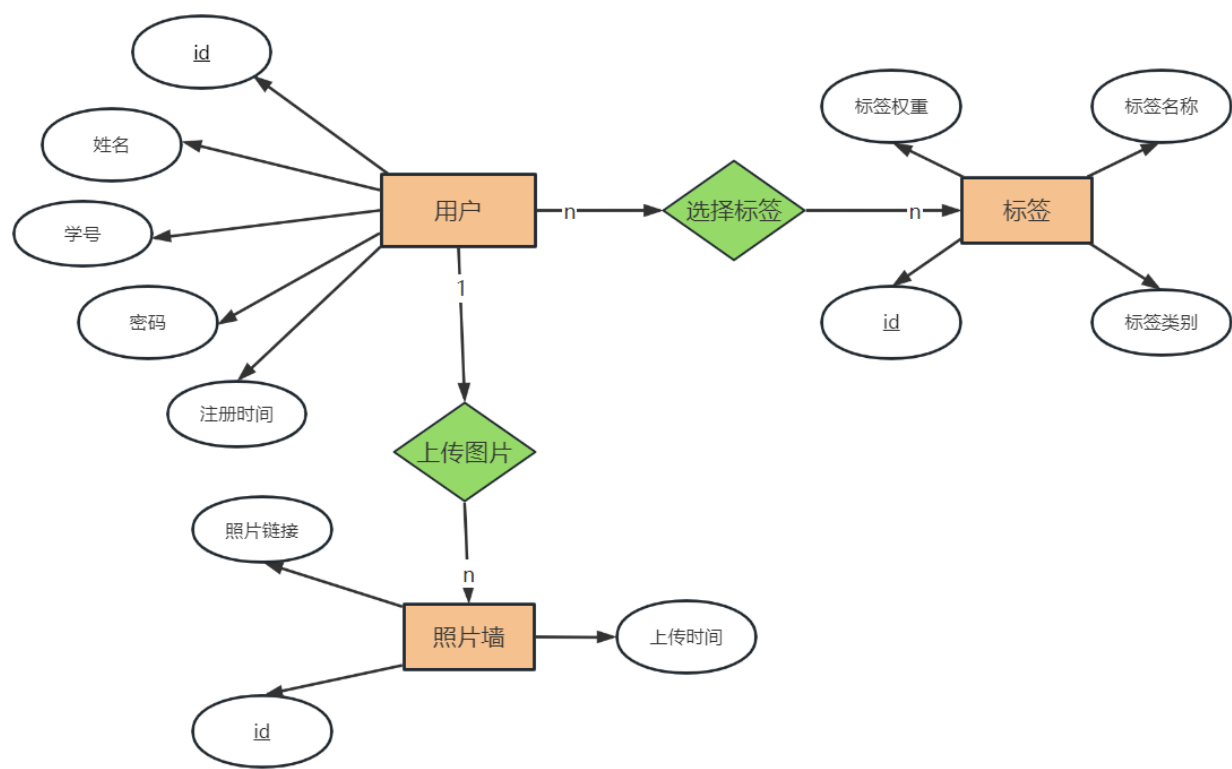 id
标签权重
标签名称
姓名
用户
n
选择标签
n
标签
学号
1
密码
id
标签类别
注册时间
上传图片
照片链接
n
照片墙
上传时间
id